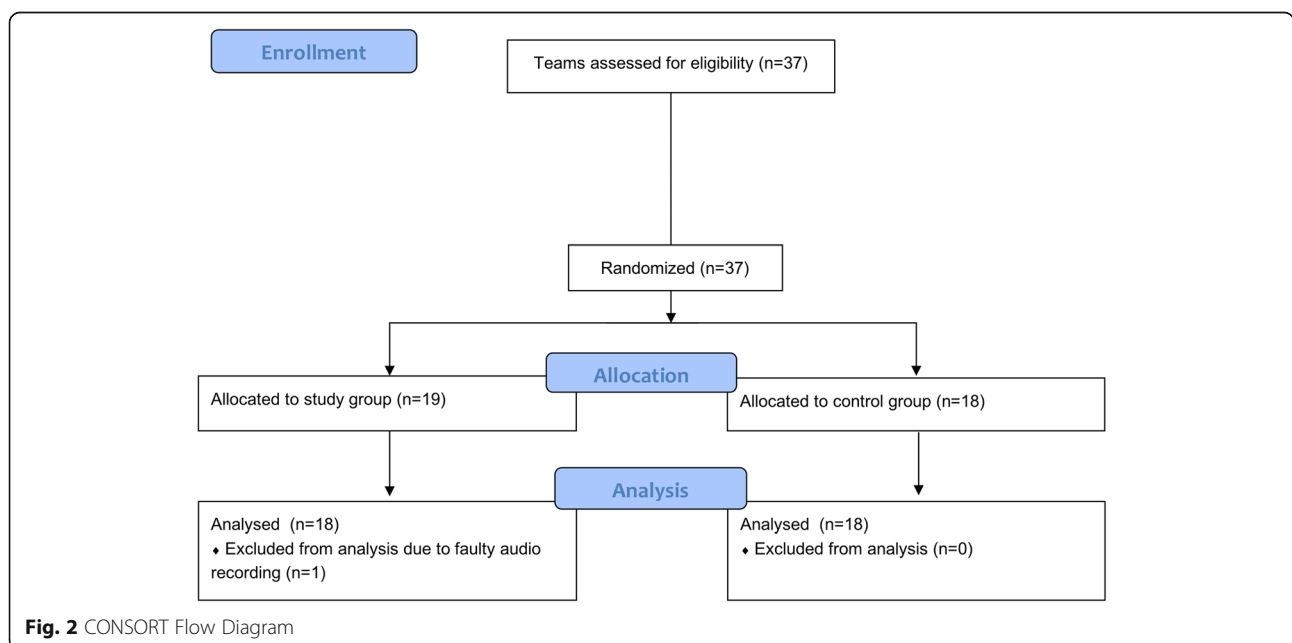 Enrollment
Teams assessed for eligibility (n=37)
Randomized (n=37)
Allocation
Allocated to study group (n=19)
Allocated to control group (n=18)
Analysis
Analysed (n=18)
⬧ Excluded from analysis due to faulty audio
recording (n=1)
Analysed (n=18)
⬧ Excluded from analysis (n=0)
Fig. 2 CONSORT Flow Diagram